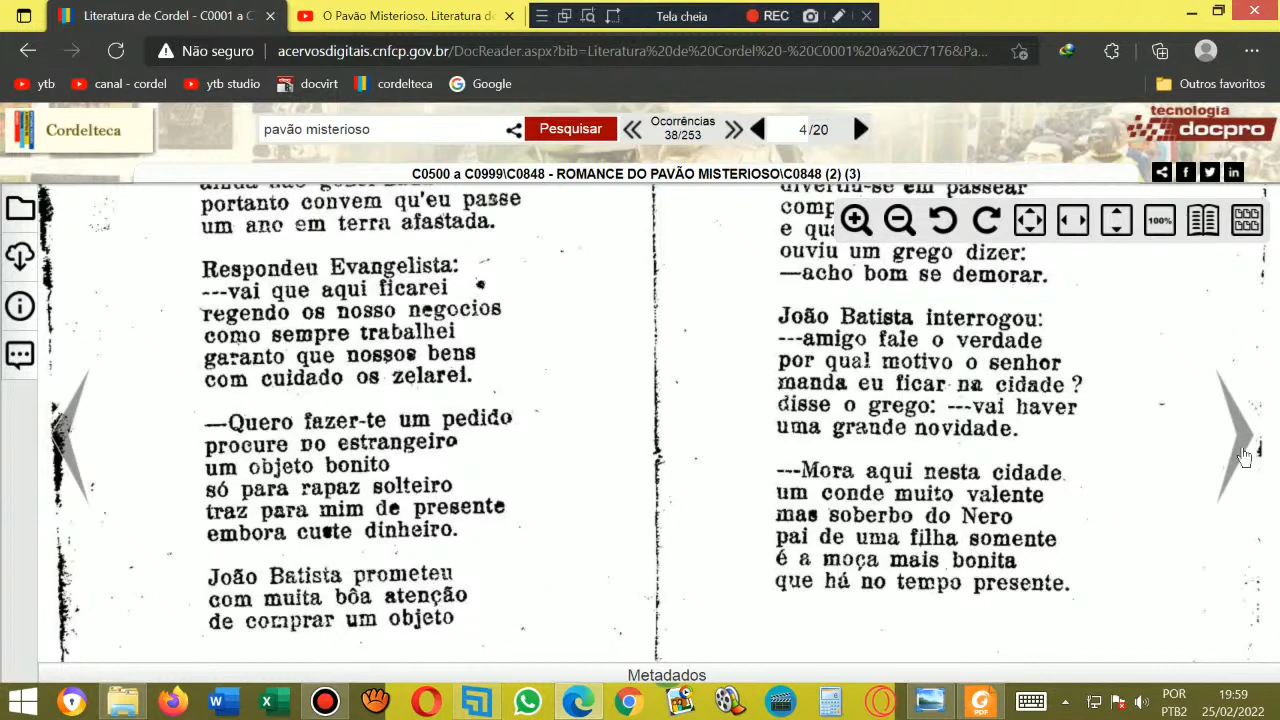 Literatura de Cordel - C0001 a C
O Pavão Misterioso. Literatura de
Tela cheia
REC
Não seguro
acervosdigitais.cnfcp.gov.br/DocReader.aspx?bib=Literatura%20de%20Cordel%20-%20C0001%20a%20C7176&Pa...
ytb
canal - cordel
ytb studio
docvirt
cordelteca
Google
Outros favoritos
Cordelteca
pavão misterioso
Pesquisar
Ocorrências
38/253
4/20
tecnologia
docpro
C0500 a C0999\C0848 - ROMANCE DO PAVÃO MISTERIOSO\C0848 (2) (3)
100%
portanto convem qu'eu passe
um ano em terra afastada.
Respondeu Evangelista:
---vai que aqui ficarei
regendo os nosso negocios
como sempre trabalhei
garanto que nossos bens
com cuidado os zelarei.
—Quero fazer-te um pedido
procure no estrangeiro
um objeto bonito
só para rapaz solteiro
traz para mim de presente
embora custe dinheiro.
João Batista prometeu
com muita bôa atenção
de comprar um objeto
divertiu-se em passear
comp
e qua
ouviu um grego dizer:
—acho bom se demorar.
João Batista interrogou:
---amigo fale o verdade
por qual motivo o senhor
manda eu ficar na cidade?
disse o grego: ---vai haver
uma grande novidade.
---Mora aqui nesta cidade
um conde muito valente
mas soberbo do Nero
pai de uma filha somente
é a moça mais bonita
que há no tempo presente.
Metadados
POR
PTB2
19:59
25/02/2022